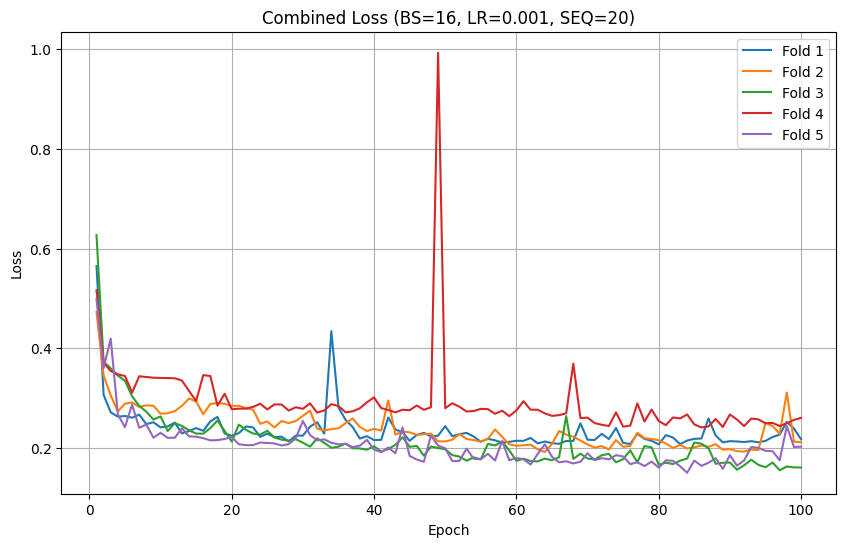 Combined Loss (BS=16, LR=0.001, SEQ=20)
Fold 1
Fold 2
Fold 3
Fold 4
Fold 5
1.0
0.8
0.6
0.4
0.2
Loss
0
20
40
60
80
100
Epoch